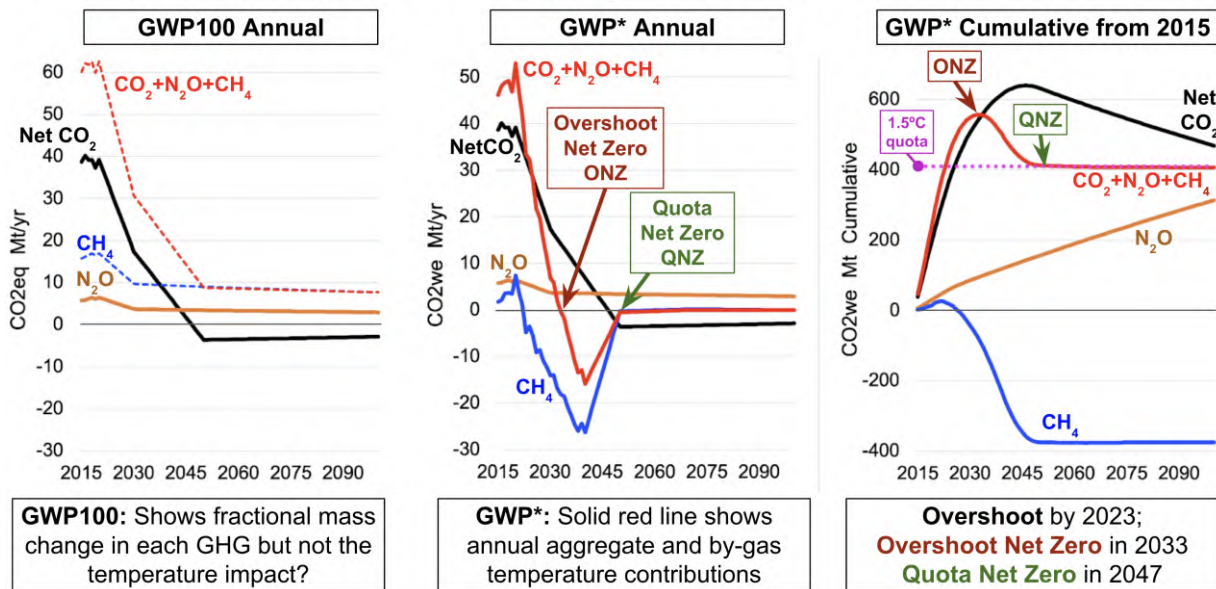 GWP100 Annual
CO2eq Mt/yr
60
50
40
30
20
10
0
-10
-20
-30
CO₂+N₂O+CH₄
Net CO₂
CH₄
N₂O
2015 2030 2045 2060 2075 2090
GWP100: Shows fractional mass
change in each GHG but not the
temperature impact?
GWP* Annual
CO2we Mt/yr
50
40
30
20
10
0
-10
-20
-30
CO₂+N₂O+CH₄
NetCO₂
Overshoot
Net Zero
ONZ
Quota
Net Zero
QNZ
N₂O
CH₄
2015 2030 2045 2060 2075 2090
GWP*: Solid red line shows
annual aggregate and by-gas
temperature contributions
GWP* Cumulative from 2015
CO2we Mt Cumulative
600
400
200
0
-200
-400
ONZ
Net
CO₂
1.5ºC
quota
QNZ
CO₂+N₂O+CH₄
N₂O
CH₄
2015 2030 2045 2060 2075 2090
Overshoot by 2023;
Overshoot Net Zero in 2033
Quota Net Zero in 2047